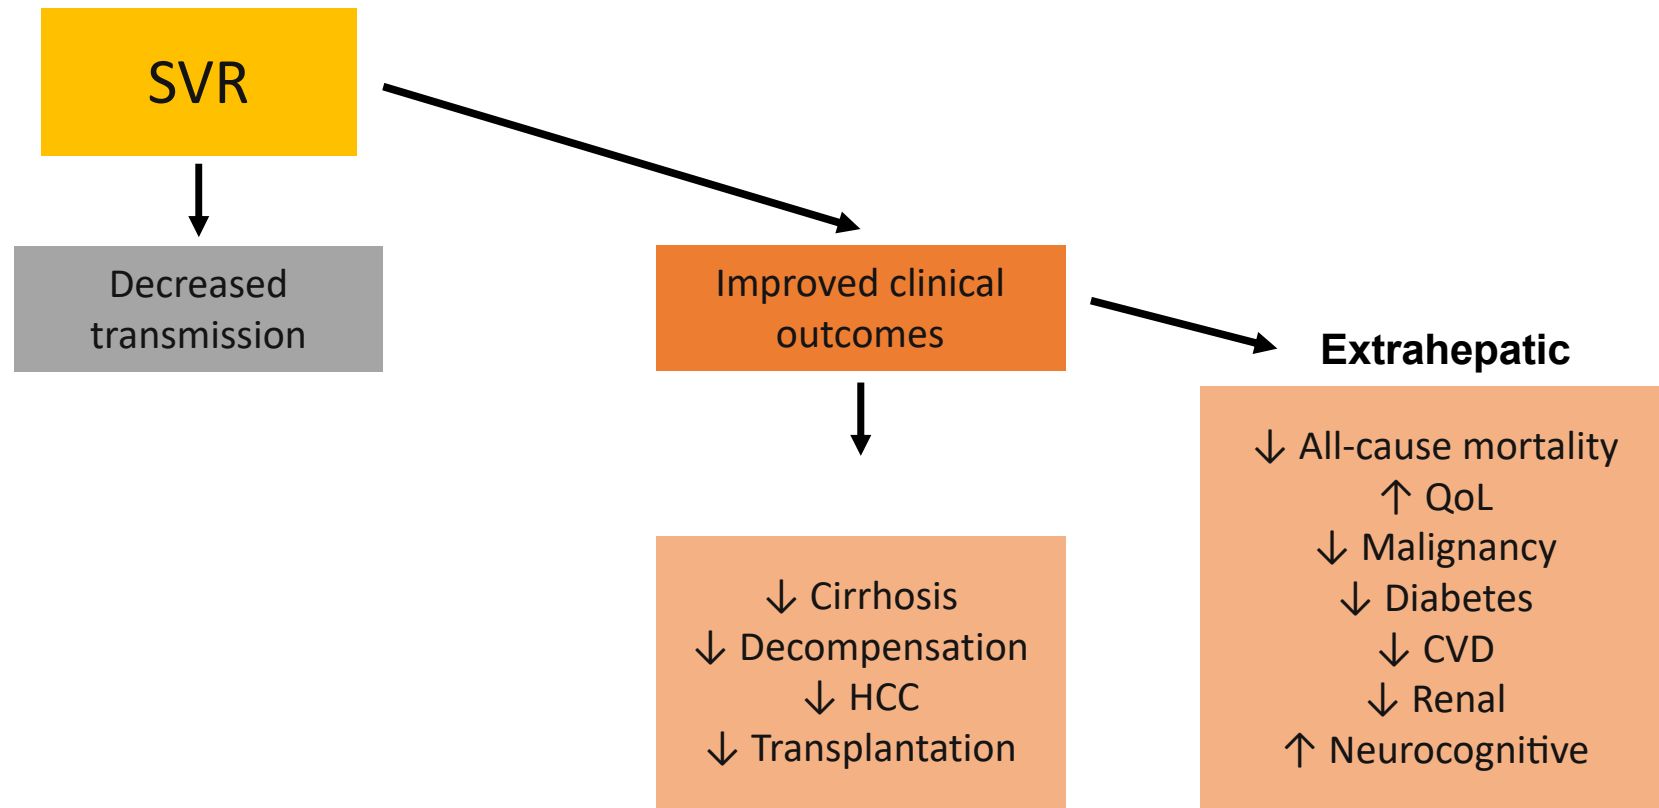 SVR
Decreased
transmission
Improved clinical
outcomes
↓ Cirrhosis
↓ Decompensation
↓ HCC
↓ Transplantation
Extrahepatic
↓ All-cause mortality
↑ QoL
↓ Malignancy
↓ Diabetes
↓ CVD
↓ Renal
↑ Neurocognitive